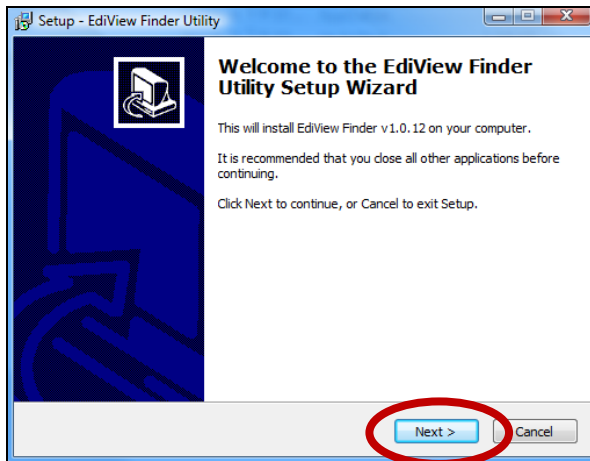 Setup - EdiView Finder Utility
Welcome to the EdiView Finder
Utility Setup Wizard
This will install EdiView Finder v1.0.12 on your computer.
It is recommended that you close all other applications before
continuing.
Click Next to continue, or Cancel to exit Setup.
Next >
Cancel